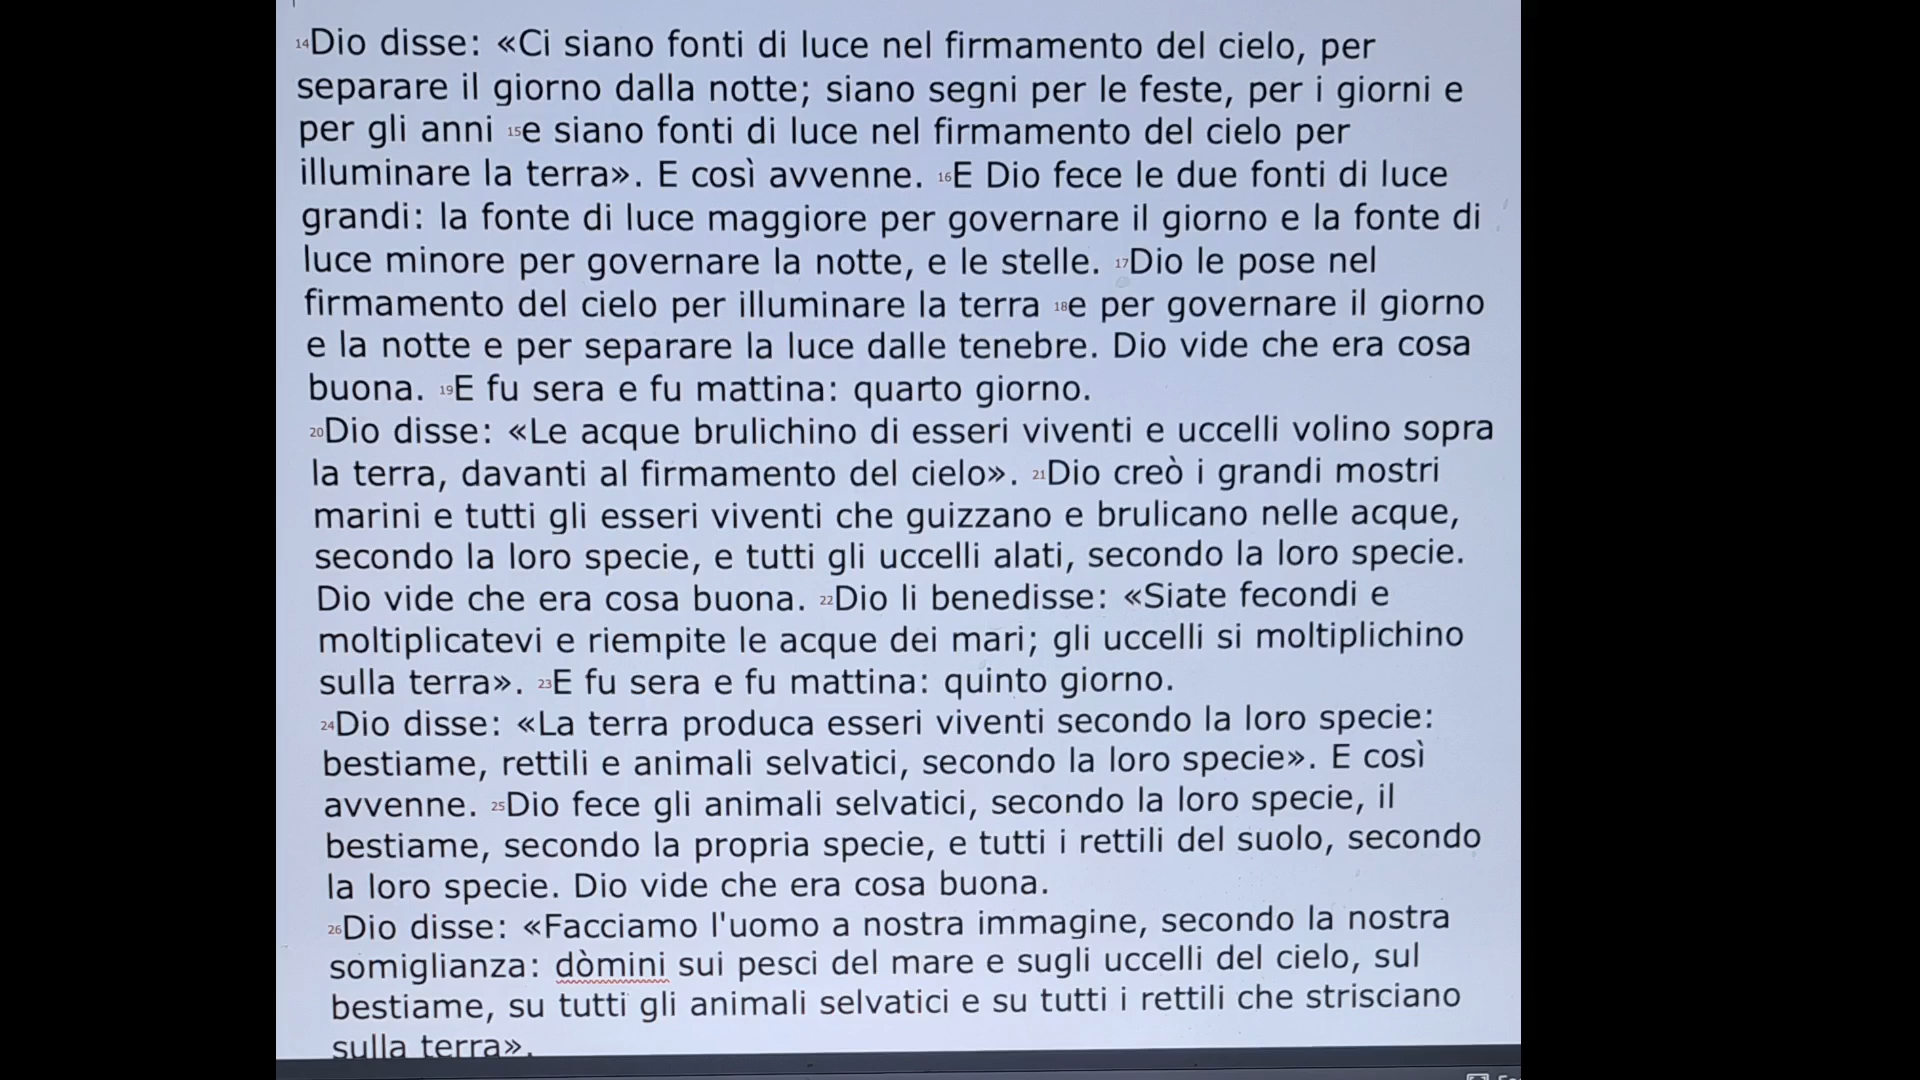 14Dio disse: «Ci siano fonti di luce nel firmamento del cielo, per
separare il giorno dalla notte; siano segni per le feste, per i giorni e
per gli anni 15e siano fonti di luce nel firmamento del cielo per
illuminare la terra». E così avvenne. 16E Dio fece le due fonti di luce
grandi: la fonte di luce maggiore per governare il giorno e la fonte di
luce minore per governare la notte, e le stelle. 17Dio le pose nel
firmamento del cielo per illuminare la terra 18e per governare il giorno
e la notte e per separare la luce dalle tenebre. Dio vide che era cosa
buona. 19E fu sera e fu mattina: quarto giorno.
20Dio disse: «Le acque brulichino di esseri viventi e uccelli volino sopra
la terra, davanti al firmamento del cielo». 21Dio creò i grandi mostri
marini e tutti gli esseri viventi che guizzano e brulicano nelle acque,
secondo la loro specie, e tutti gli uccelli alati, secondo la loro specie.
Dio vide che era cosa buona. 22Dio li benedisse: «Siate fecondi e
moltiplicatevi e riempite le acque dei mari; gli uccelli si moltiplichino
sulla terra». 23E fu sera e fu mattina: quinto giorno.
24Dio disse: «La terra produca esseri viventi secondo la loro specie:
bestiame, rettili e animali selvatici, secondo la loro specie». E così
avvenne. 25Dio fece gli animali selvatici, secondo la loro specie, il
bestiame, secondo la propria specie, e tutti i rettili del suolo, secondo
la loro specie. Dio vide che era cosa buona.
26Dio disse: «Facciamo l'uomo a nostra immagine, secondo la nostra
somiglianza: dòmini sui pesci del mare e sugli uccelli del cielo, sul
bestiame, su tutti gli animali selvatici e su tutti i rettili che strisciano
sulla terra».